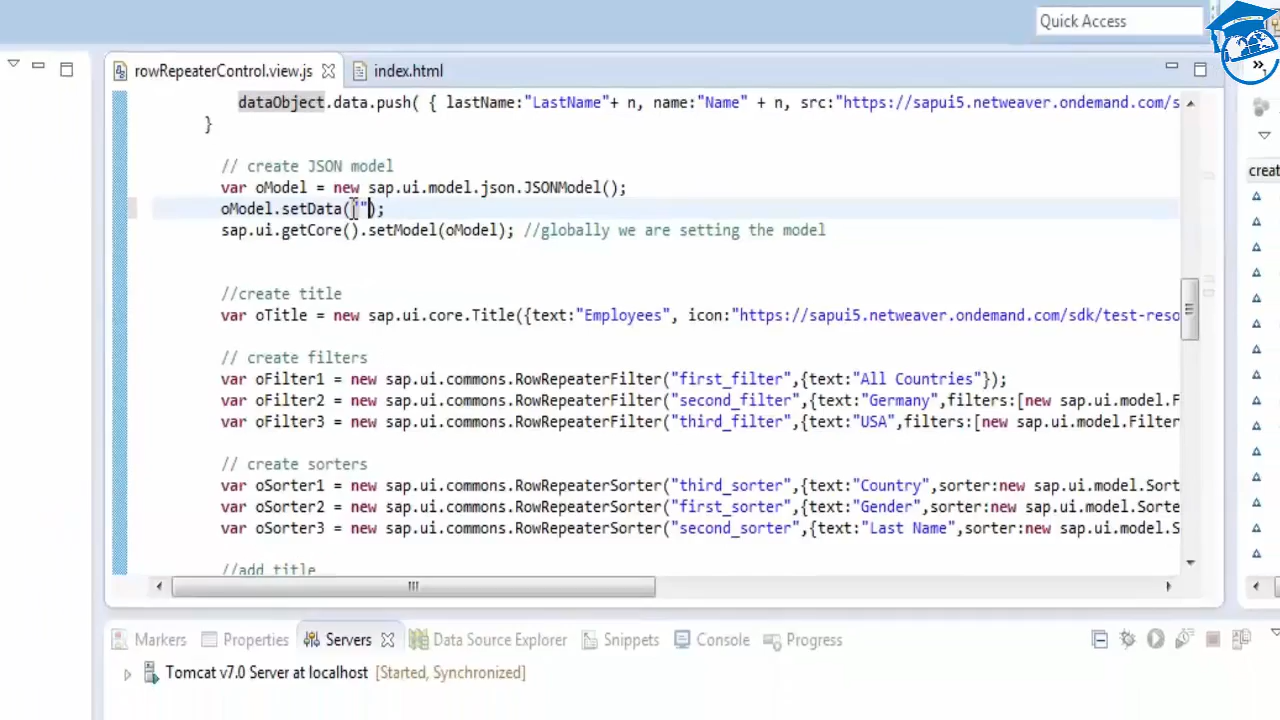 Quick Access
rowRepeaterControl.view.js
index.html
dataObject.data.push( { lastName:"LastName"+ n, name:"Name" + n, src:"https://sapui5.netweaver.ondemand.com/s
}
// create JSON model
var oModel = new sap.ui.model.json.JSONModel();
oModel.setData({"");
sap.ui.getCore().setModel(oModel); //globally we are setting the model
//create title
var oTitle = new sap.ui.core.Title({text:"Employees", icon:"https://sapui5.netweaver.ondemand.com/sdk/test-reso
// create filters
var oFilter1 = new sap.ui.commons.RowRepeaterFilter("first_filter",{text:"All Countries"});
var oFilter2 = new sap.ui.commons.RowRepeaterFilter("second_filter",{text:"Germany",filters:[new sap.ui.model.F
var oFilter3 = new sap.ui.commons.RowRepeaterFilter("third_filter",{text:"USA",filters:[new sap.ui.model.Filter
// create sorters
var oSorter1 = new sap.ui.commons.RowRepeaterSorter("third_sorter",{text:"Country",sorter:new sap.ui.model.Sort
var oSorter2 = new sap.ui.commons.RowRepeaterSorter("first_sorter",{text:"Gender",sorter:new sap.ui.model.Sorte
var oSorter3 = new sap.ui.commons.RowRepeaterSorter("second_sorter",{text:"Last Name",sorter:new sap.ui.model.S
//add title
creat
Markers Properties Servers Data Source Explorer Snippets Console Progress
Tomcat v7.0 Server at localhost [Started, Synchronized]